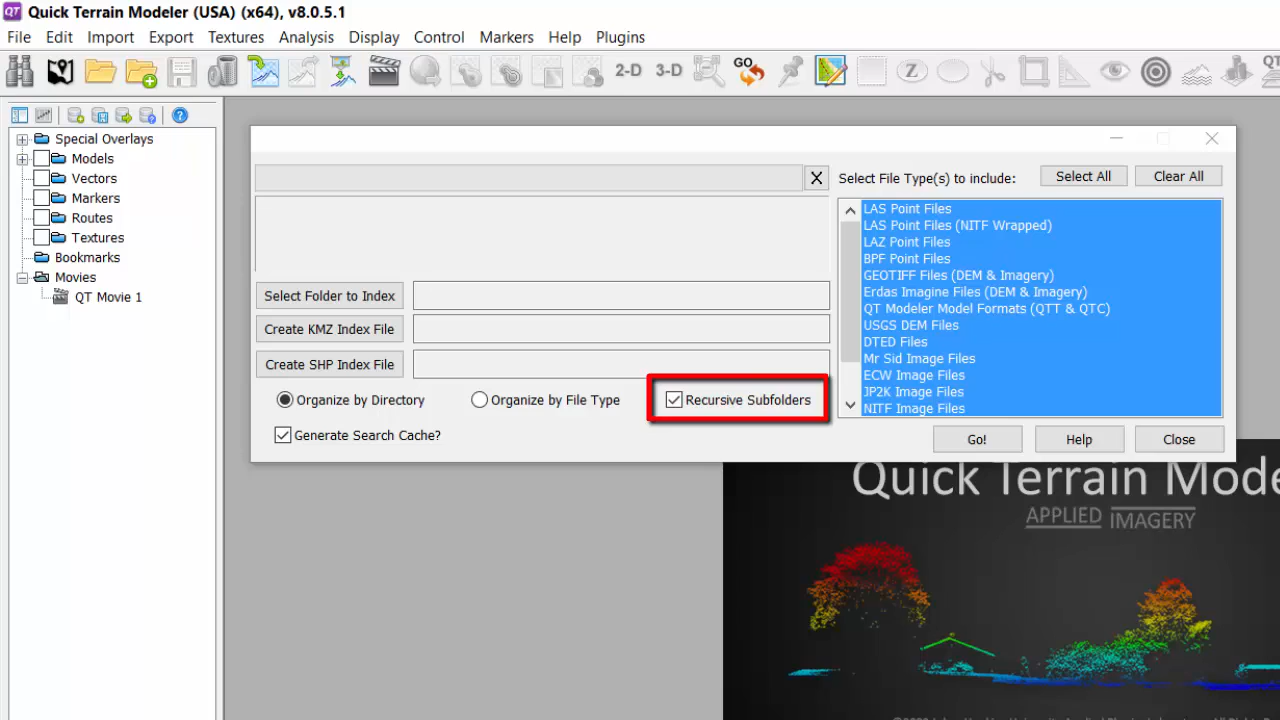 QT Quick Terrain Modeler (USA) (x64), v8.0.5.1
File Edit Import Export Textures Analysis Display Control Markers Help Plugins
2-D 3-D GO Z QT
Special Overlays
Models
Vectors
Markers
Routes
Textures
Bookmarks
Movies
QT Movie 1
X
Select File Type(s) to include:
Select All
Clear All
LAS Point Files
LAS Point Files (NITF Wrapped)
LAZ Point Files
BPF Point Files
GEOTIFF Files (DEM & Imagery)
Erdas Imagine Files (DEM & Imagery)
QT Modeler Model Formats (QTT & QTC)
USGS DEM Files
DTED Files
Mr Sid Image Files
ECW Image Files
JP2K Image Files
NITF Image Files
Select Folder to Index
Create KMZ Index File
Create SHP Index File
Organize by Directory
Organize by File Type
Recursive Subfolders
Generate Search Cache?
Go!
Help
Close
Quick Terrain Mode
APPLIED IMAGERY